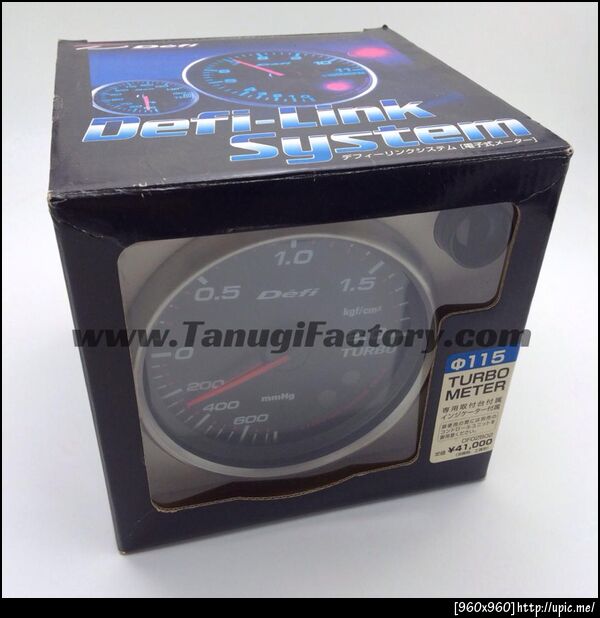 Defi
Defi-Link
System
デフィーリンクシステム［電子式メーター］
1.0
0.5
1.5
Defi
kgf/cm²
www.TanugiFactory.com
0
TURBO
200
mmHg
400
600
Φ115
TURBO
METER
専用取付台付属
インジケーター付属
定価 ¥41,000
[960x960] http://upic.me/